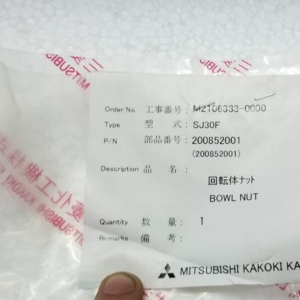 Order No. 工事番号: M2106333-0000
Type 型 式: SJ30F
P/N 部品番号: 200852001
(200852001)
Description 品 名:
回転体ナット
BOWL NUT
Quantity 数 量: 1
Remarks 備 考:
MITSUBISHI KAKOKI KA